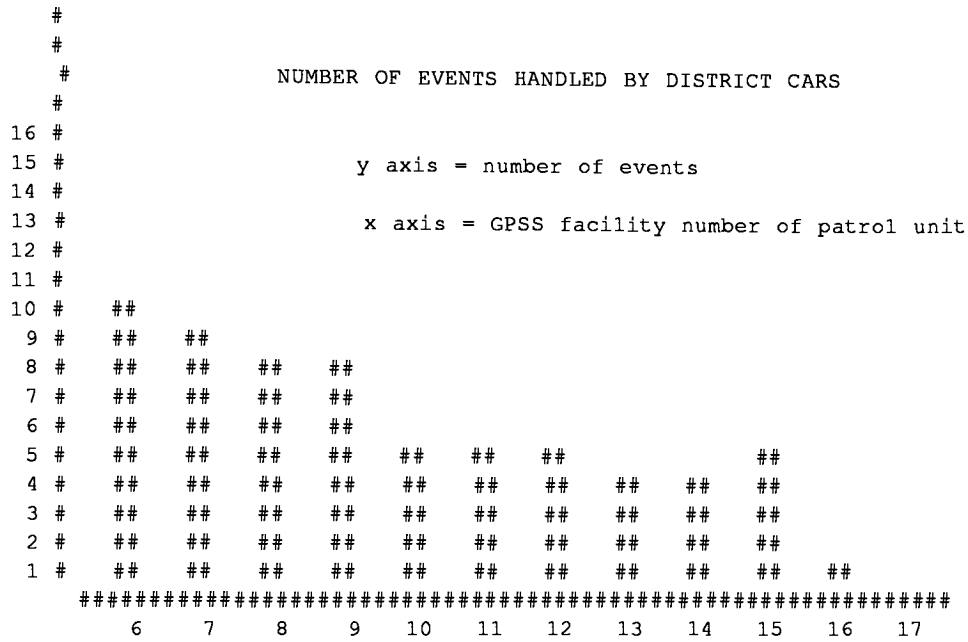 #
#
# NUMBER OF EVENTS HANDLED BY DISTRICT CARS
#
16 #
15 # y axis = number of events
14 #
13 # x axis = GPSS facility number of patrol unit
12 #
11 #
10 # ##
9 # ## ##
8 # ## ## ## ##
7 # ## ## ## ##
6 # ## ## ## ##
5 # ## ## ## ## ## ## ## ##
4 # ## ## ## ## ## ## ## ## ## ##
3 # ## ## ## ## ## ## ## ## ## ##
2 # ## ## ## ## ## ## ## ## ## ##
1 # ## ## ## ## ## ## ## ## ## ## ##
##############################################################
6 7 8 9 10 11 12 13 14 15 16 17